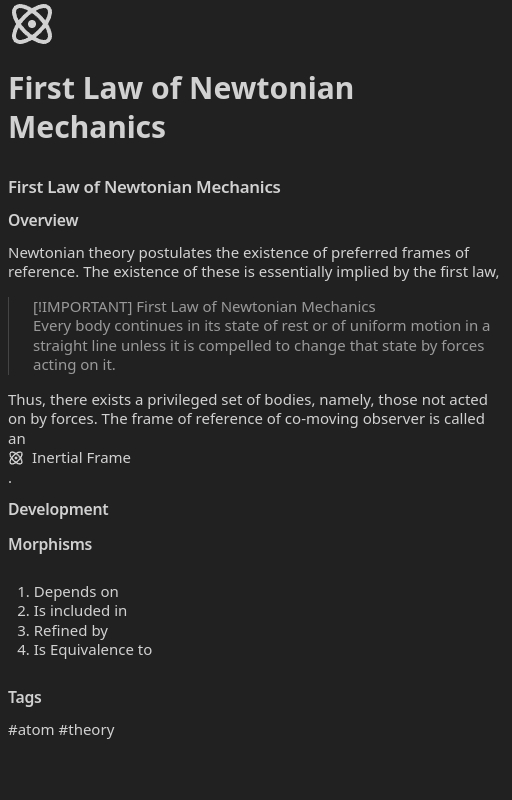 First Law of Newtonian
Mechanics
First Law of Newtonian Mechanics
Overview
Newtonian theory postulates the existence of preferred frames of
reference. The existence of these is essentially implied by the first law,
[!IMPORTANT] First Law of Newtonian Mechanics
Every body continues in its state of rest or of uniform motion in a
straight line unless it is compelled to change that state by forces
acting on it.
Thus, there exists a privileged set of bodies, namely, those not acted
on by forces. The frame of reference of co-moving observer is called
an
Inertial Frame
.
Development
Morphisms
1. Depends on
2. Is included in
3. Refined by
4. Is Equivalence to
Tags
#atom #theory